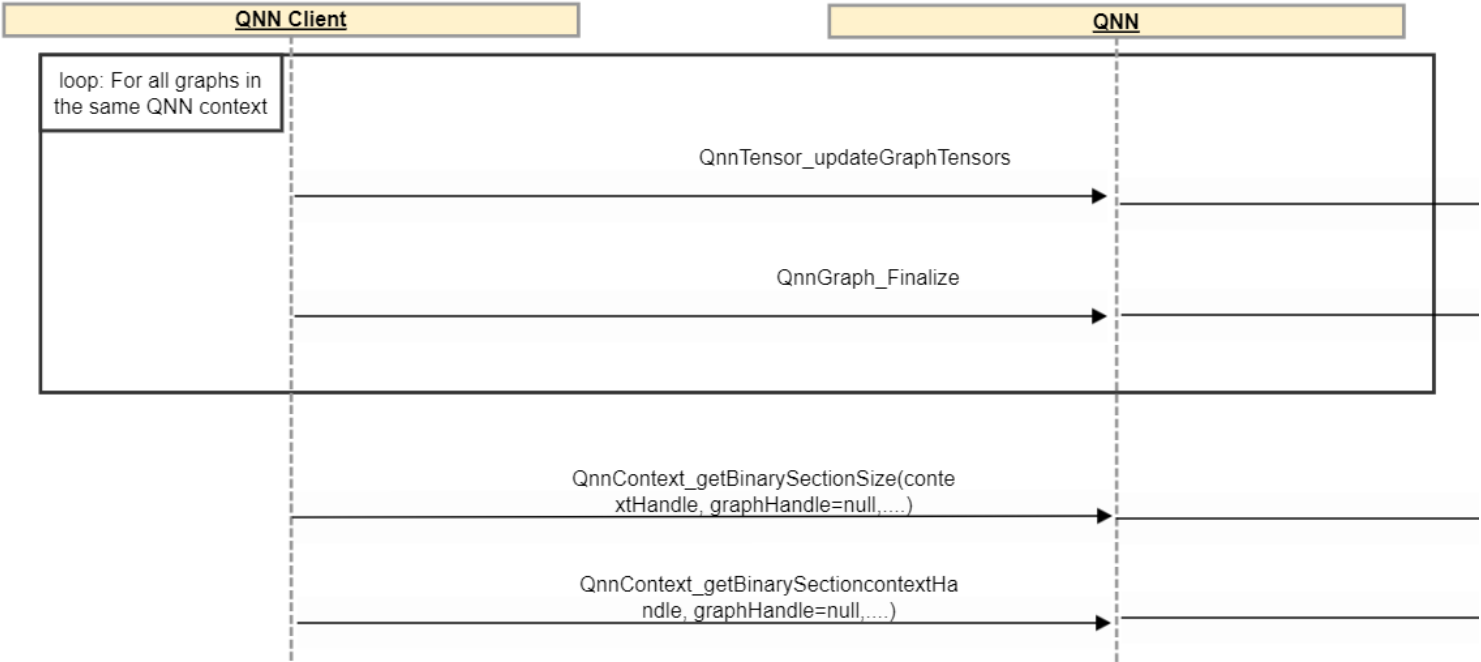 QNN Client
QNN
loop: For all graphs in
the same QNN context
QnnTensor_updateGraphTensors
QnnGraph_Finalize
QnnContext_getBinarySectionSize(conte
xtHandle, graphHandle=null,....)
QnnContext_getBinarySectioncontextHa
ndle, graphHandle=null,....)